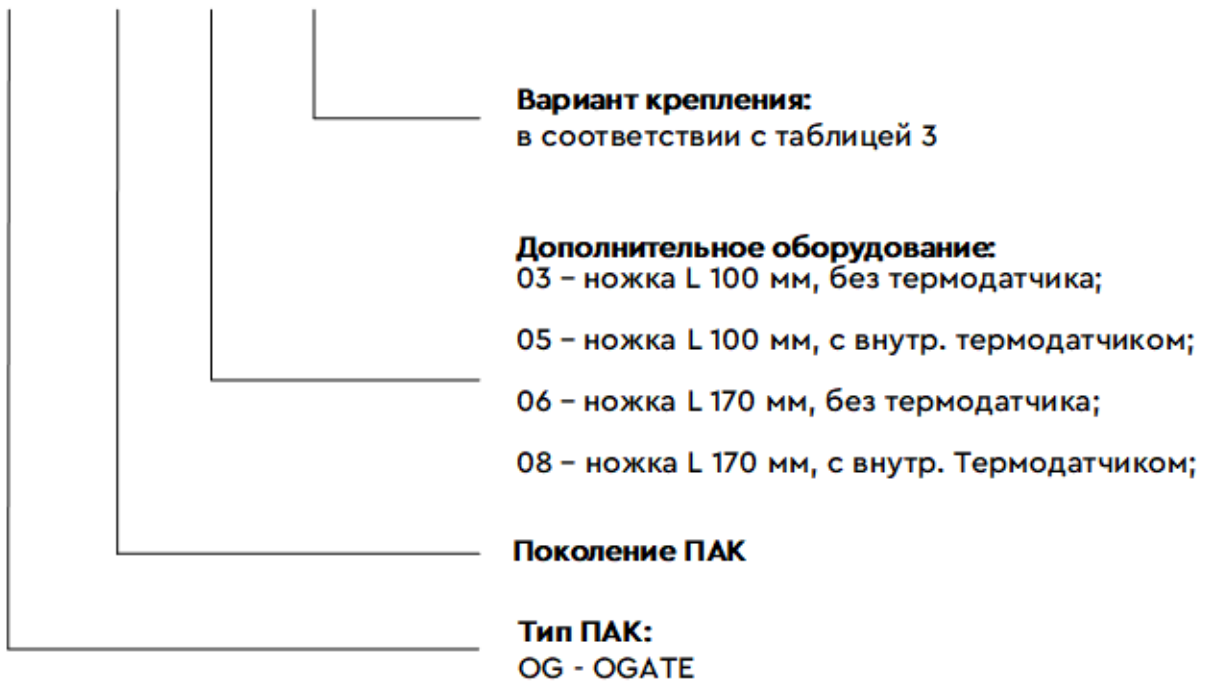 Вариант крепления:
в соответствии с таблицей 3
Дополнительное оборудование:
03 – ножка L 100 мм, без термодатчика;
05 – ножка L 100 мм, с внутр. термодатчиком;
06 – ножка L 170 мм, без термодатчика;
08 – ножка L 170 мм, с внутр. Термодатчиком;
Поколение ПАК
Тип ПАК:
OG - OGATE